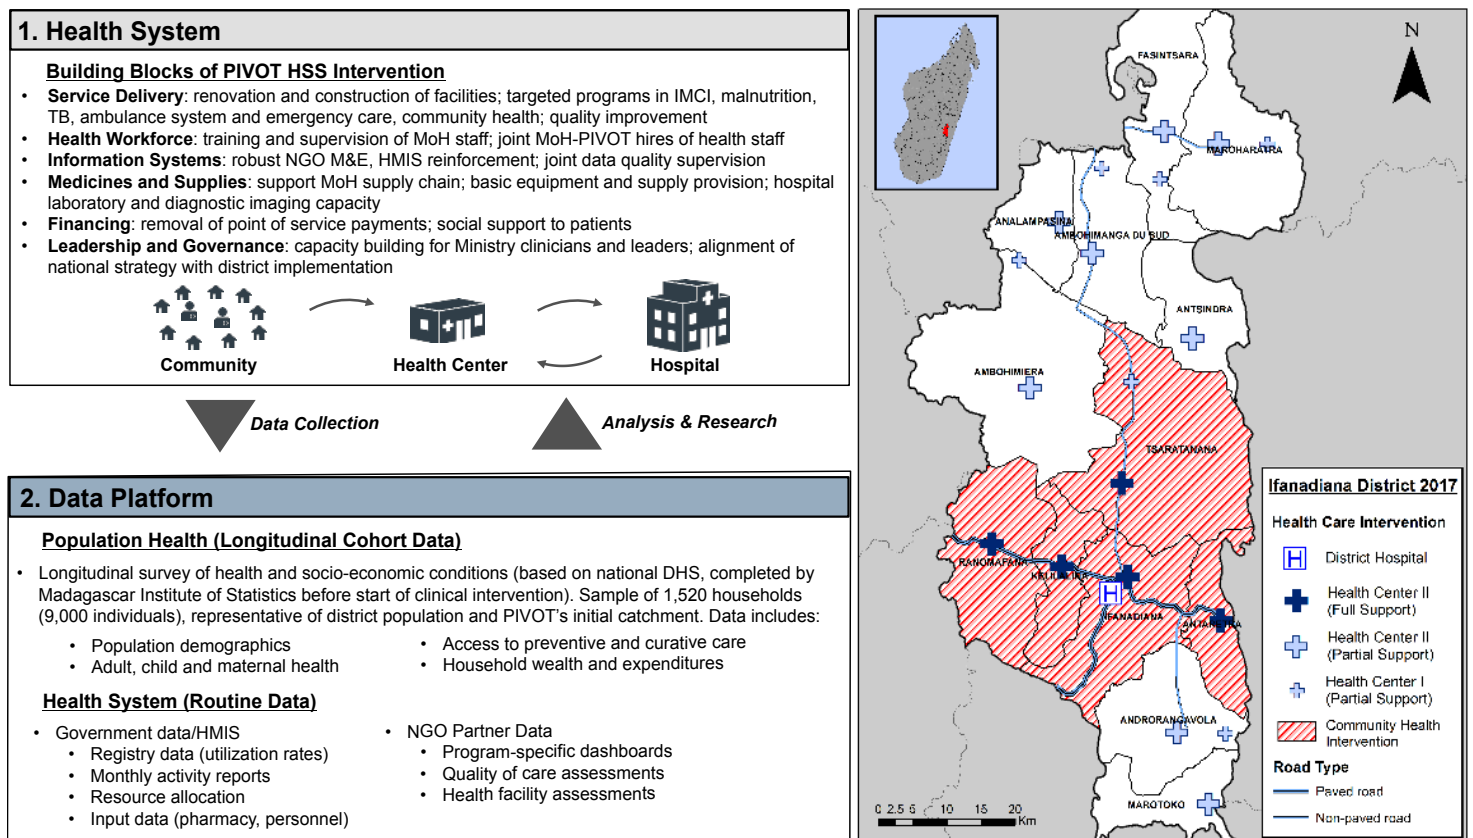 1. Health System
Building Blocks of PIVOT HSS Intervention
• Service Delivery: renovation and construction of facilities; targeted programs in IMCI, malnutrition,
TB, ambulance system and emergency care, community health; quality improvement
• Health Workforce: training and supervision of MoH staff; joint MoH-PIVOT hires of health staff
• Information Systems: robust NGO M&E, HMIS reinforcement; joint data quality supervision
• Medicines and Supplies: support MoH supply chain; basic equipment and supply provision; hospital
laboratory and diagnostic imaging capacity
• Financing: removal of point of service payments; social support to patients
• Leadership and Governance: capacity building for Ministry clinicians and leaders; alignment of
national strategy with district implementation
Community
Health Center
Hospital
Data Collection
Analysis & Research
2. Data Platform
Population Health (Longitudinal Cohort Data)
• Longitudinal survey of health and socio-economic conditions (based on national DHS, completed by
Madagascar Institute of Statistics before start of clinical intervention). Sample of 1,520 households
(9,000 individuals), representative of district population and PIVOT's initial catchment. Data includes:
• Population demographics
• Adult, child and maternal health
• Access to preventive and curative care
• Household wealth and expenditures
Health System (Routine Data)
• Government data/HMIS
• Registry data (utilization rates)
• Monthly activity reports
• Resource allocation
• Input data (pharmacy, personnel)
• NGO Partner Data
• Program-specific dashboards
• Quality of care assessments
• Health facility assessments
N
FASINTSARA
MAROHARATRA
ANALAMPASINA
AMBOHIMANGA DU SUD
ANTSINDRA
AMBOHIMIERA
TSARATANANA
RANOMAFANA
KELILALINA
IFANADIANA
ANTARETRA
ANDRORANGAVOLA
MAROTOKO
H
0 2.5 5 10 15 20
Km
Ifanadiana District 2017
Health Care Intervention
H District Hospital
Health Center II
(Full Support)
Health Center II
(Partial Support)
Health Center I
(Partial Support)
Community Health
Intervention
Road Type
Paved road
Non-paved road